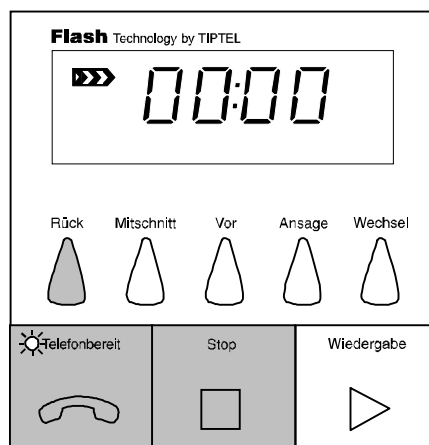 Flash Technology by TIPTEL
00:00
Rück Mitschnitt Vor Ansage Wechsel
Telefonbereit Stop Wiedergabe